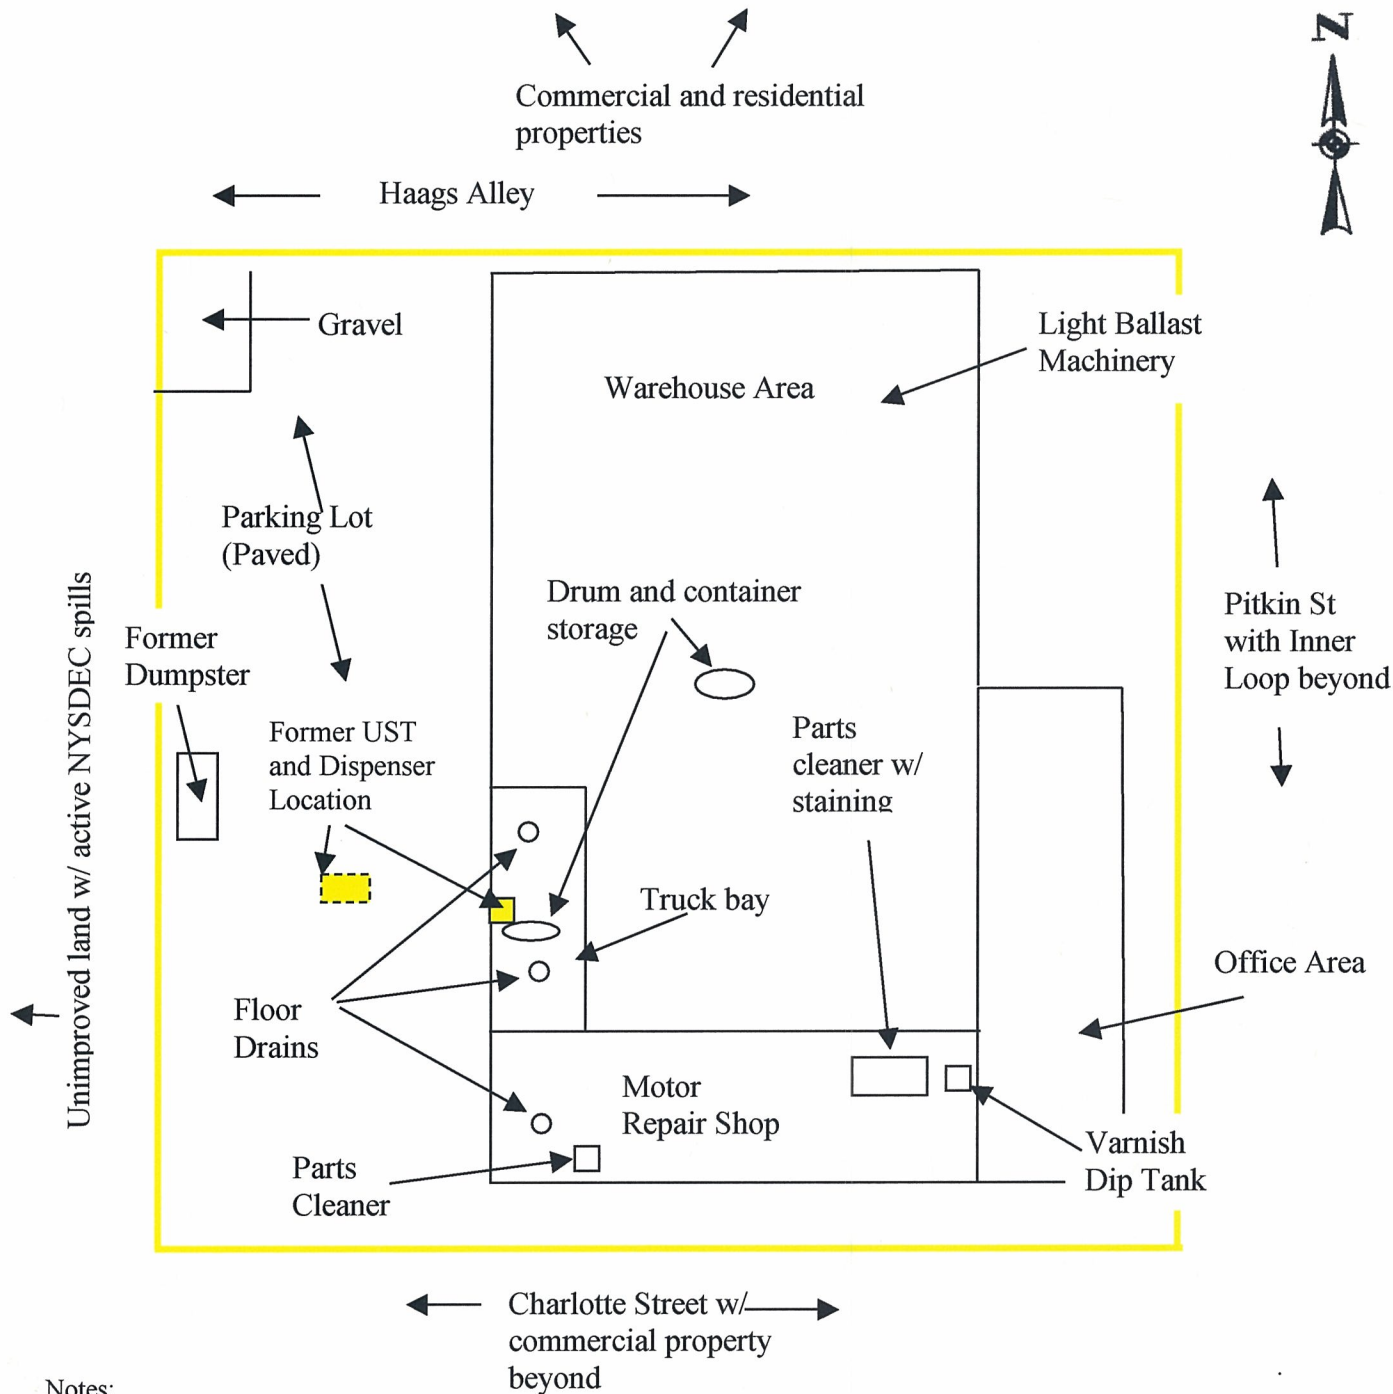 N
Commercial and residential
properties
Haags Alley
Gravel
Light Ballast
Machinery
Warehouse Area
Parking Lot
(Paved)
Drum and container
storage
Pitkin St
with Inner
Loop beyond
Former
Dumpster
Unimproved land w/ active NYSDEC spills
Former UST
and Dispenser
Location
Parts
cleaner w/
staining
Truck bay
Office Area
Floor
Drains
Motor
Repair Shop
Varnish
Dip Tank
Parts
Cleaner
Charlotte Street w/
commercial property
beyond
Notes: